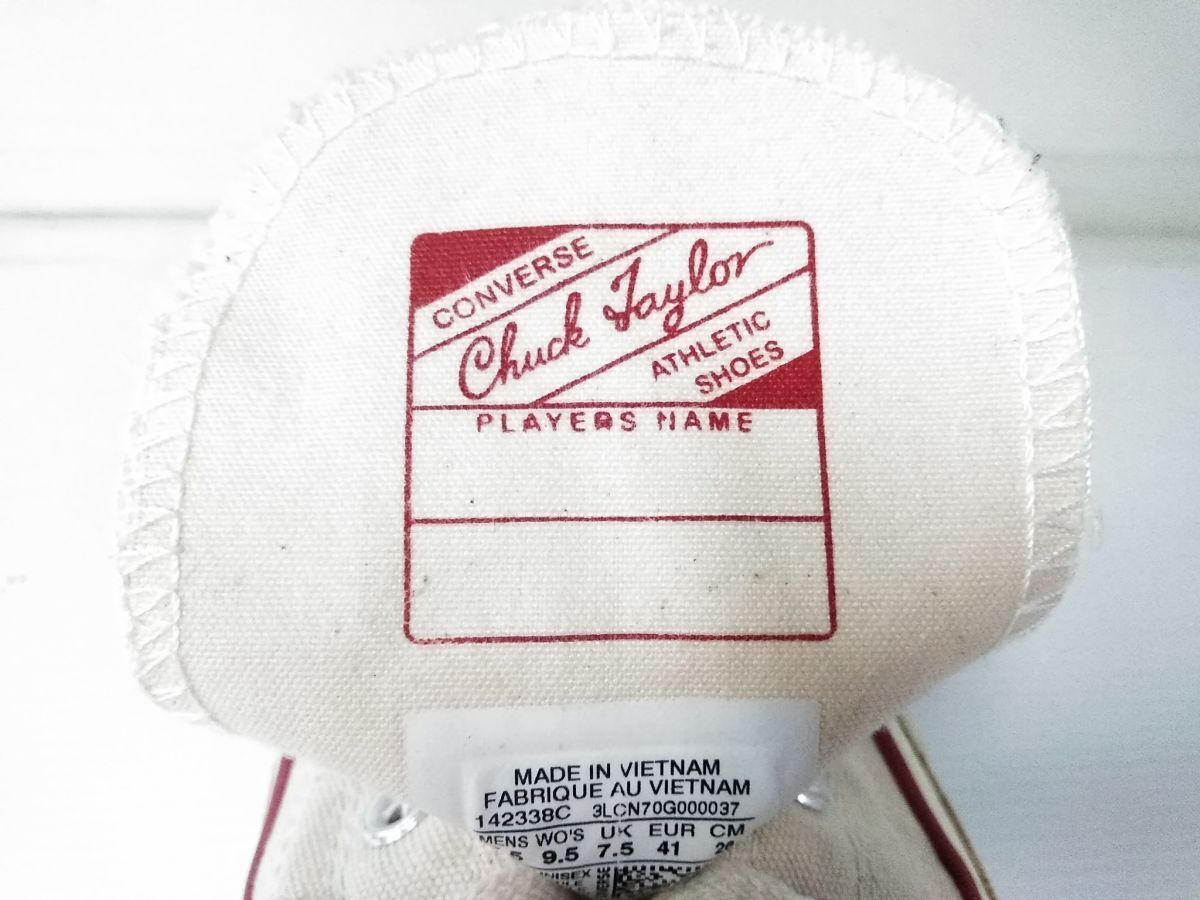 CONVERSE
Chuck Taylor
ATHLETIC
SHOES
PLAYERS NAME
MADE IN VIETNAM
FABRIQUE AU VIETNAM
142338C 3LCN70G000037
MENS WO'S UK EUR CM
9.5 7.5 41